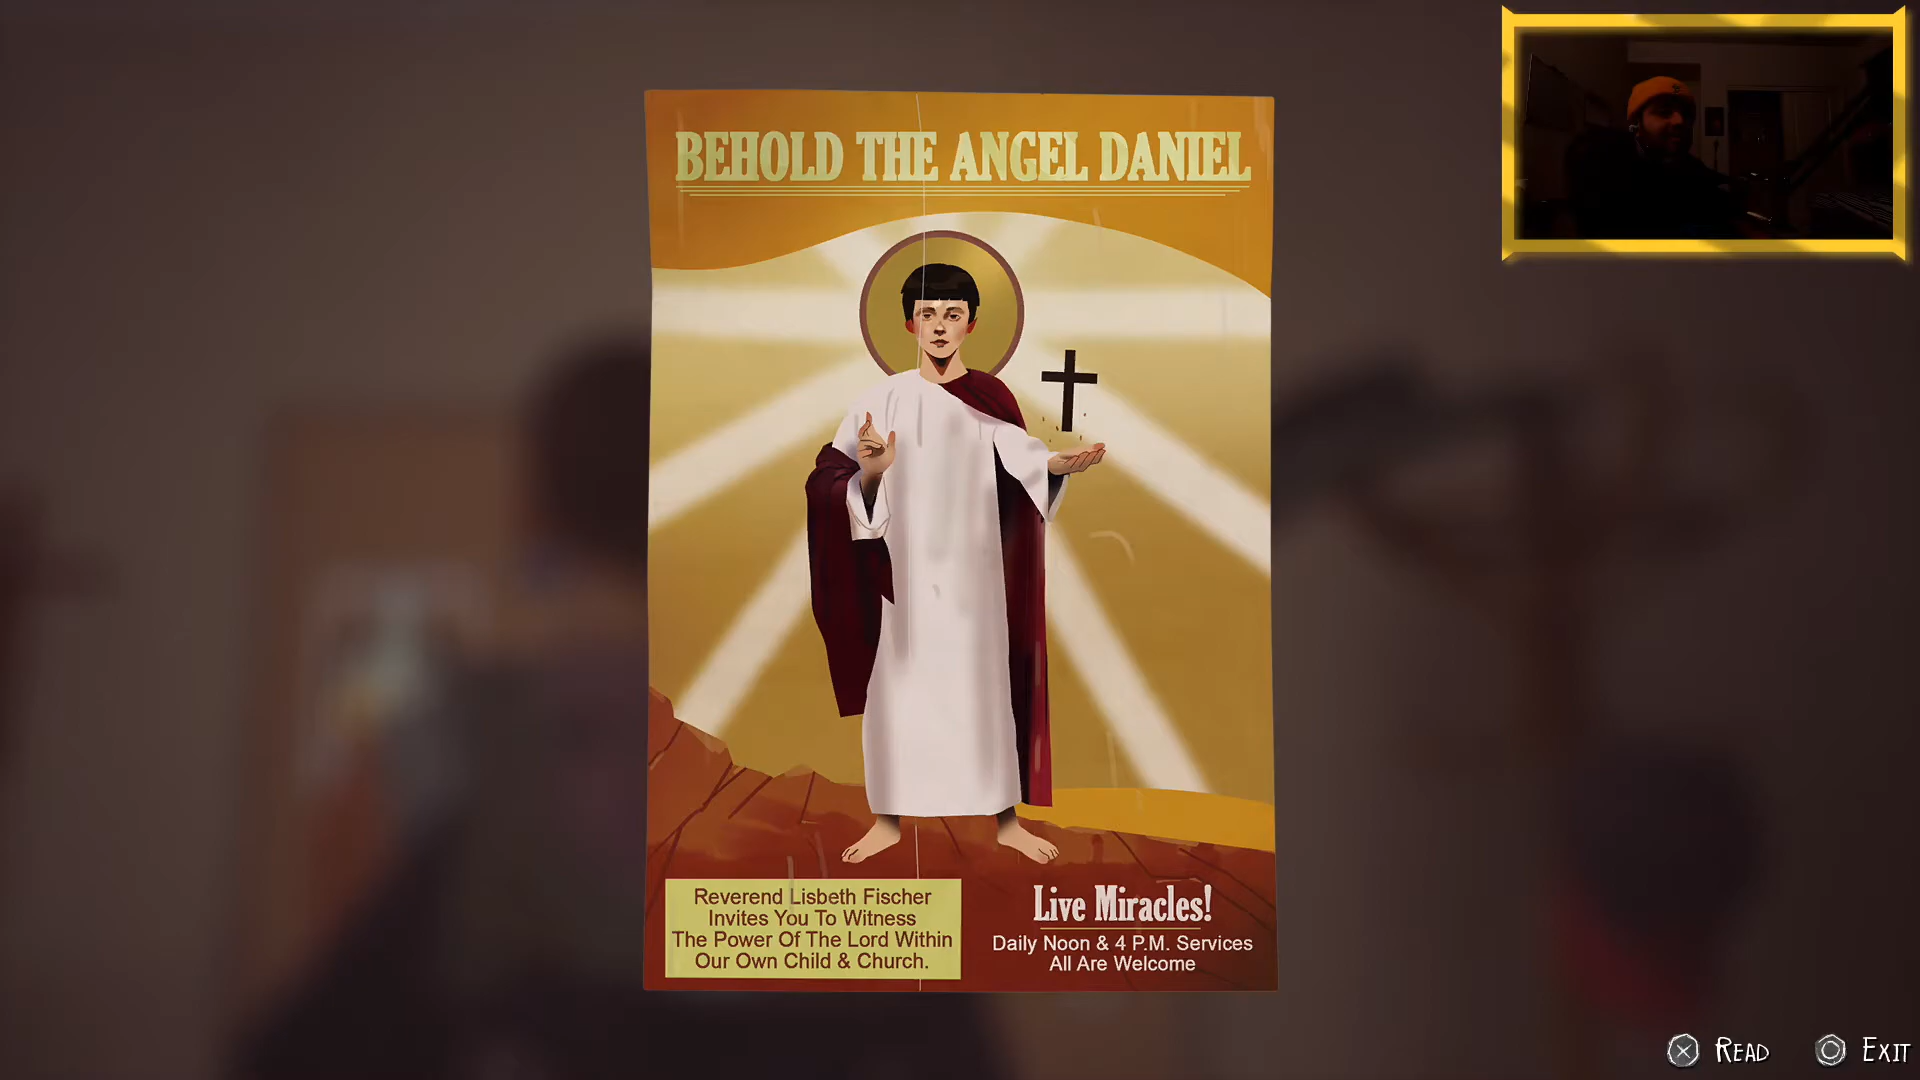 BEHOLD THE ANGEL DANIEL
Reverend Lisbeth Fischer
Invites You To Witness
The Power Of The Lord Within
Our Own Child & Church.
Live Miracles!
Daily Noon & 4 P.M. Services
All Are Welcome
READ
EXIT